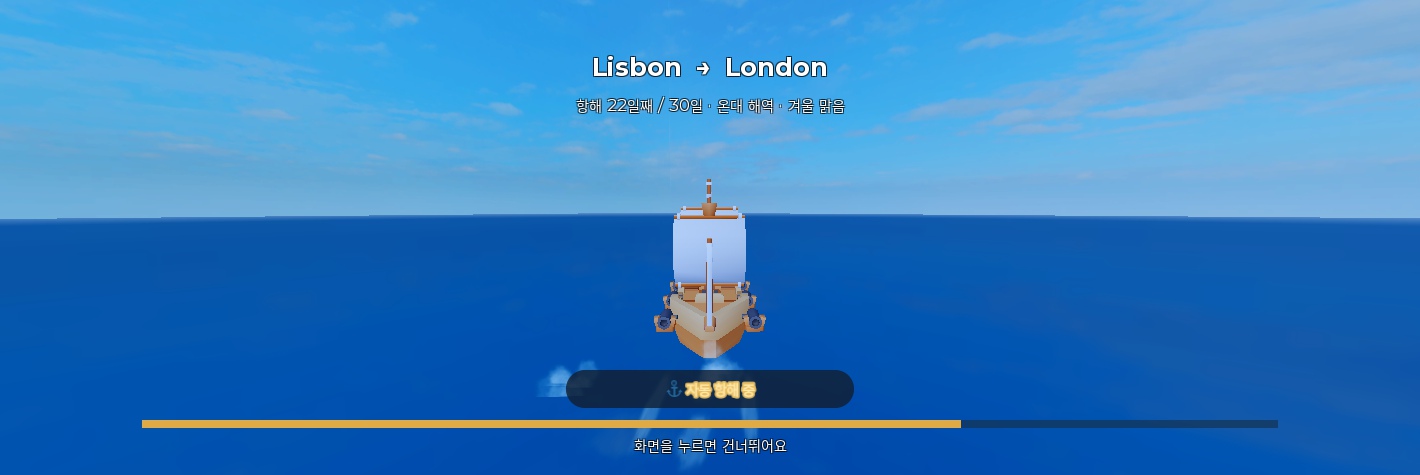 Lisbon → London
항해 22일째 / 30일 · 온대 해역 · 겨울 맑음
⚓ 자동 항해 중
화면을 누르면 건너뛰어요